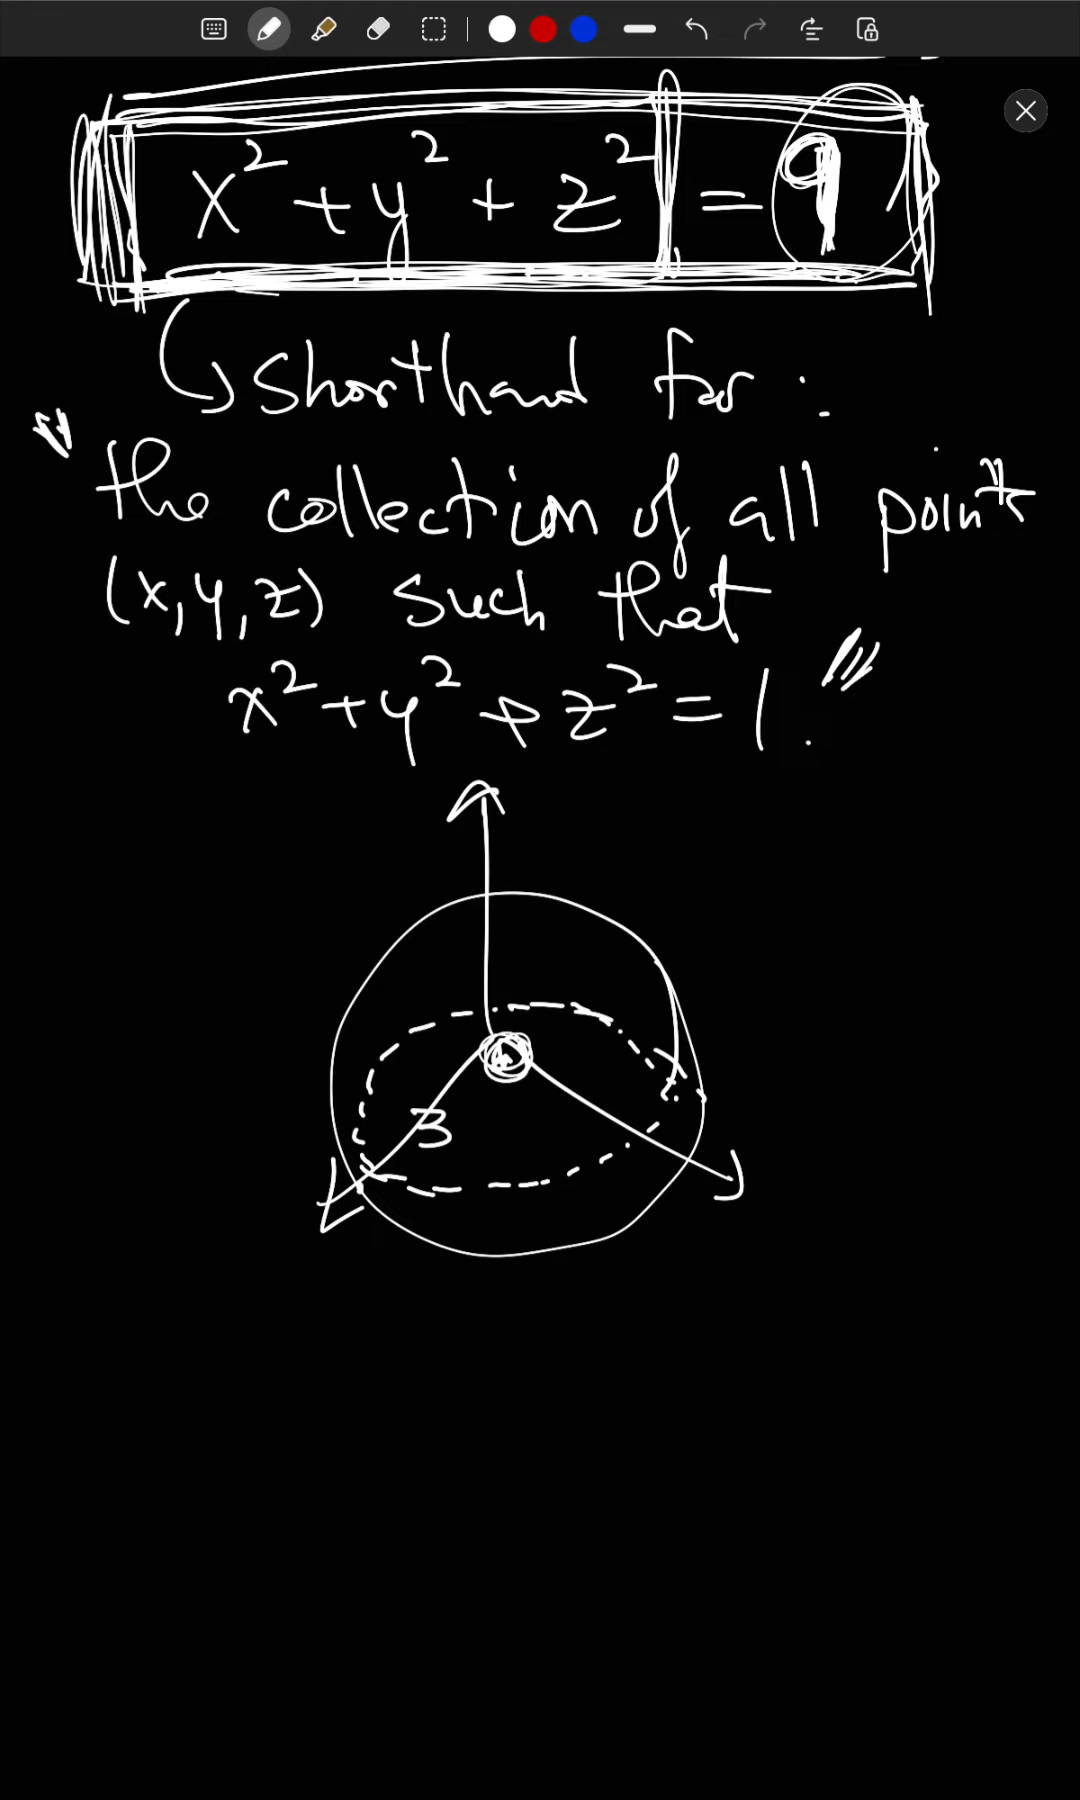 x² + y² + z² = 9
shorthand for :
"the collection of all points
(x, y, z) such that
x² + y² + z² = 1."
3